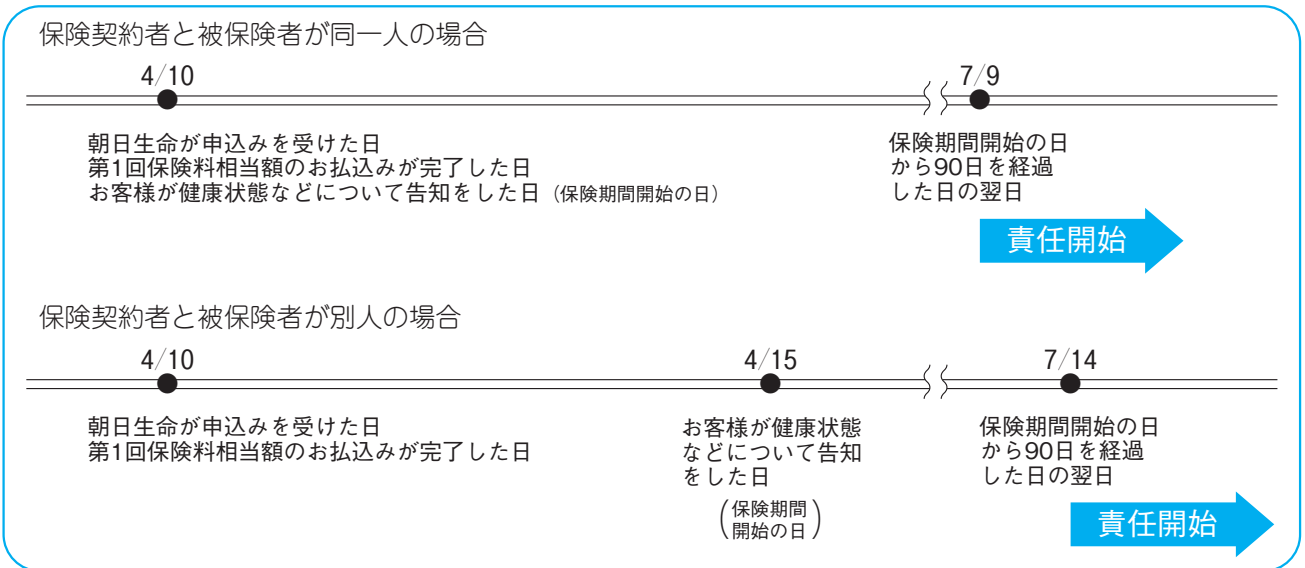 保険契約者と被保険者が同一人の場合
4/10
7/9
朝日生命が申込みを受けた日
第1回保険料相当額のお払込みが完了した日
お客様が健康状態などについて告知をした日（保険期間開始の日）
保険期間開始の日
から90日を経過
した日の翌日
責任開始
保険契約者と被保険者が別人の場合
4/10
4/15
7/14
朝日生命が申込みを受けた日
第1回保険料相当額のお払込みが完了した日
お客様が健康状態
などについて告知
をした日
（保険期間
開始の日）
保険期間開始の日
から90日を経過
した日の翌日
責任開始